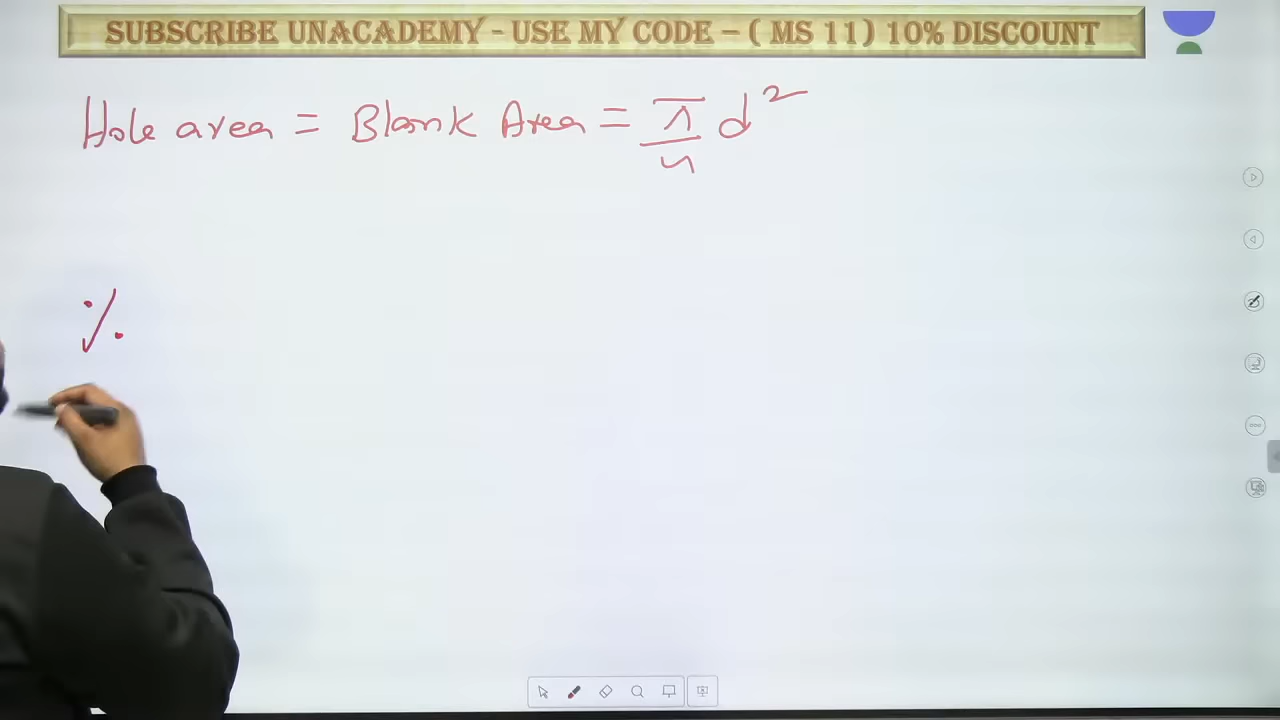 SUBSCRIBE UNACADEMY - USE MY CODE – ( MS 11) 10% DISCOUNT
Hole area = Blank Area = π/4 d²
%